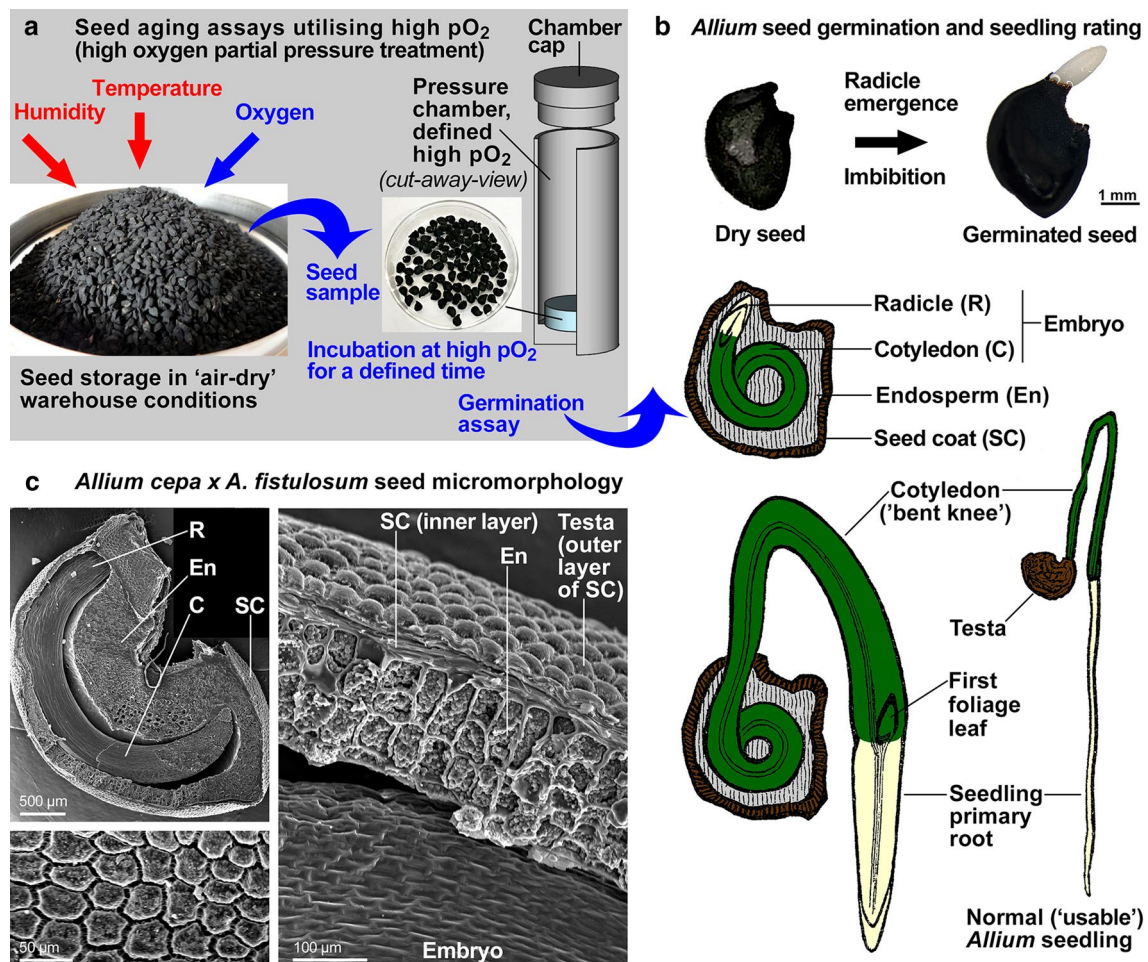 a
Seed aging assays utilising high pO2
(high oxygen partial pressure treatment)
Humidity
Temperature
Oxygen
Chamber
cap
Pressure
chamber,
defined
high pO2
(cut-away-view)
Seed
sample
Incubation at high pO2
for a defined time
Seed storage in ‘air-dry’
warehouse conditions
Germination
assay
b
Allium seed germination and seedling rating
Radicle
emergence
Imbibition
1 mm
Dry seed
Germinated seed
Radicle (R)
Cotyledon (C)
Embryo
Endosperm (En)
Seed coat (SC)
Cotyledon
('bent knee')
Testa
First
foliage
leaf
Seedling
primary
root
Normal (‘usable’)
Allium seedling
c
Allium cepa x A. fistulosum seed micromorphology
R
En
C
SC
500 µm
50 µm
SC (inner layer)
En
Testa
(outer
layer
of SC)
100 µm
Embryo